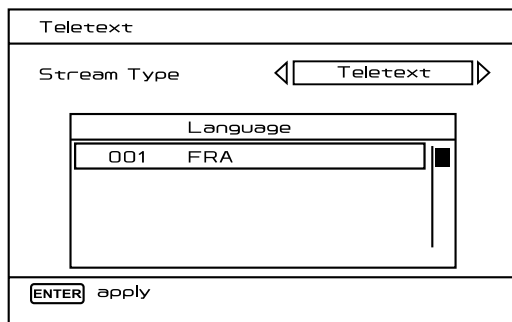 Teletext
Stream Type Teletext
Language
001 FRA
ENTER apply